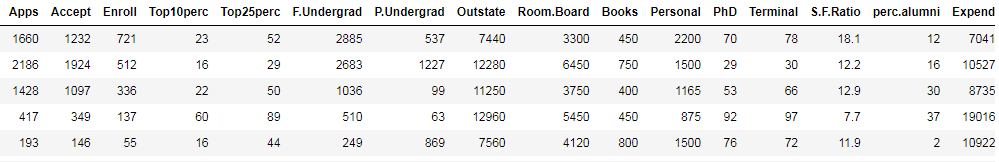 Apps Accept Enroll Top10perc Top25perc F.Undergrad P.Undergrad Outstate Room.Board Books Personal PhD Terminal S.F.Ratio perc.alumni Expend
1660 1232 721 23 52 2885 537 7440 3300 450 2200 70 78 18.1 12 7041
2186 1924 512 16 29 2683 1227 12280 6450 750 1500 29 30 12.2 16 10527
1428 1097 336 22 50 1036 99 11250 3750 400 1165 53 66 12.9 30 8735
417 349 137 60 89 510 63 12960 5450 450 875 92 97 7.7 37 19016
193 146 55 16 44 249 869 7560 4120 800 1500 76 72 11.9 2 10922